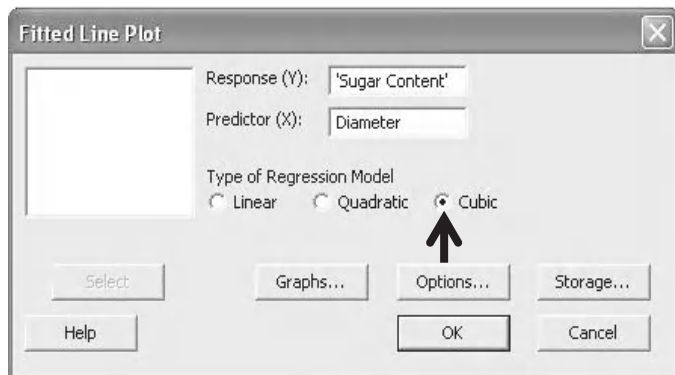 Fitted Line Plot
Response (Y): 'Sugar Content'
Predictor (X): Diameter
Type of Regression Model
Linear Quadratic Cubic
Select Graphs... Options... Storage...
Help OK Cancel